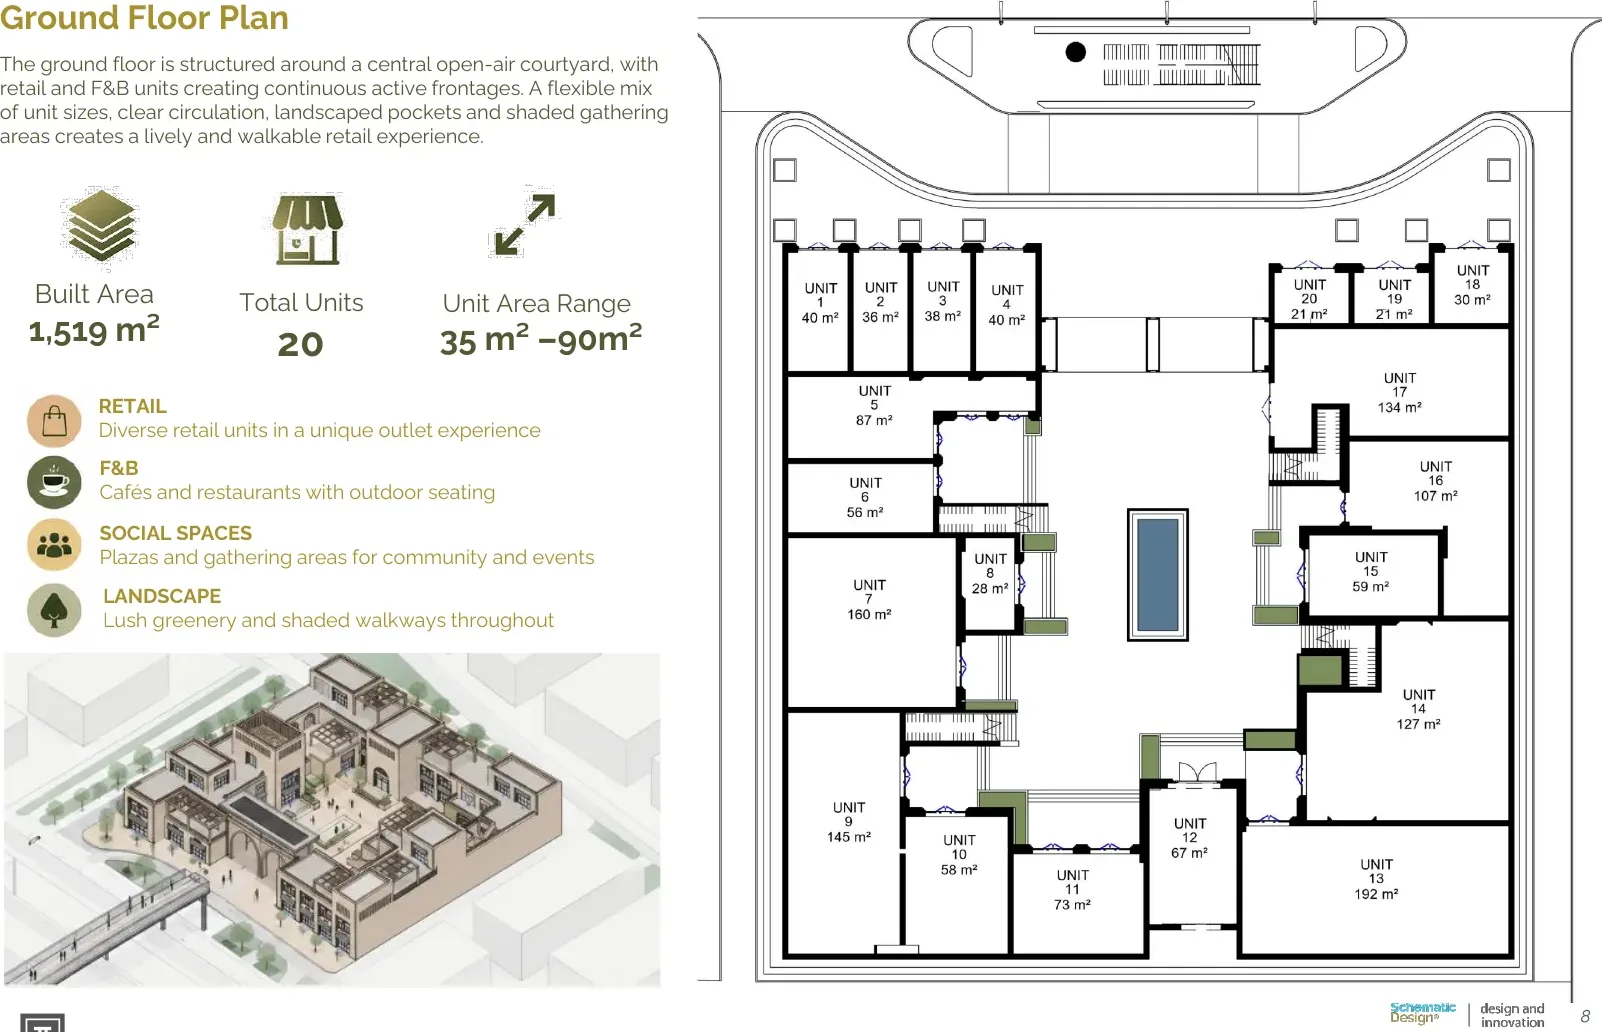 Ground Floor Plan
The ground floor is structured around a central open-air courtyard, with
retail and F&B units creating continuous active frontages. A flexible mix
of unit sizes, clear circulation, landscaped pockets and shaded gathering
areas creates a lively and walkable retail experience.
Built Area
1,519 m²
Total Units
20
Unit Area Range
35 m² –90m²
RETAIL
Diverse retail units in a unique outlet experience
F&B
Cafés and restaurants with outdoor seating
SOCIAL SPACES
Plazas and gathering areas for community and events
LANDSCAPE
Lush greenery and shaded walkways throughout
UNIT
1
40 m²
UNIT
2
36 m²
UNIT
3
38 m²
UNIT
4
40 m²
UNIT
20
21 m²
UNIT
19
21 m²
UNIT
18
30 m²
UNIT
5
87 m²
UNIT
17
134 m²
UNIT
6
56 m²
UNIT
16
107 m²
UNIT
7
160 m²
UNIT
8
28 m²
UNIT
15
59 m²
UNIT
14
127 m²
UNIT
9
145 m²
UNIT
10
58 m²
UNIT
11
73 m²
UNIT
12
67 m²
UNIT
13
192 m²
Schematic
Design
design and
innovation
8